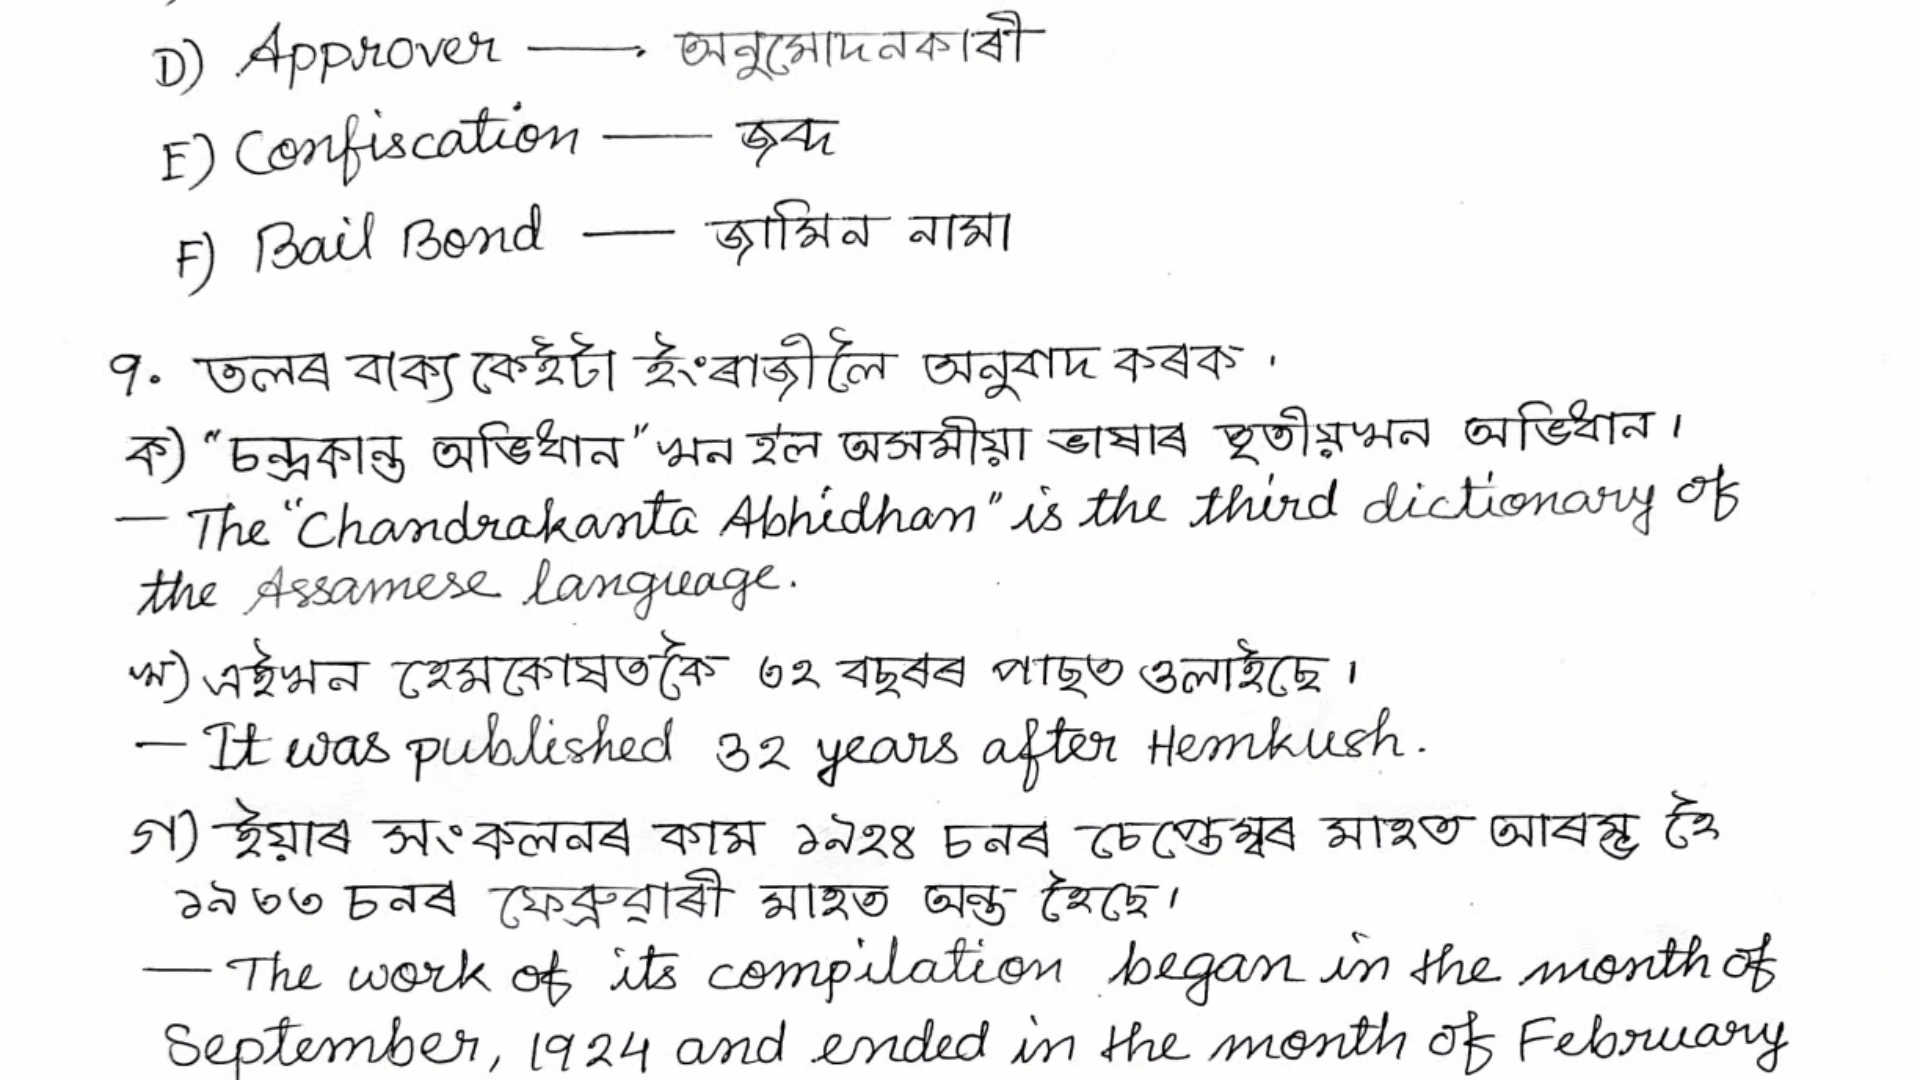 D) Approver — অনুমোদনকাৰী
E) Confiscation — জব্দ
F) Bail Bond — জামিন নামা
৭. তলৰ বাক্য কেইটা ইংৰাজীলৈ অনুবাদ কৰক ।
ক) "চন্দ্ৰকান্ত অভিধান" খন হ'ল অসমীয়া ভাষাৰ তৃতীয়খন অভিধান ।
— The "Chandrakanta Abhidhan" is the third dictionary of
the Assamese language.
খ) এইখন হেমকোষতকৈ ৩২ বছৰৰ পাছত ওলাইছে ।
— It was published 32 years after Hemkush.
গ) ইয়াৰ সংকলনৰ কাম ১৯২৪ চনৰ চেপ্তেম্বৰ মাহত আৰম্ভ হৈ
১৯৩৩ চনৰ ফেব্ৰুৱাৰী মাহত অন্ত হৈছে ।
— The work of its compilation began in the month of
September, 1924 and ended in the month of February